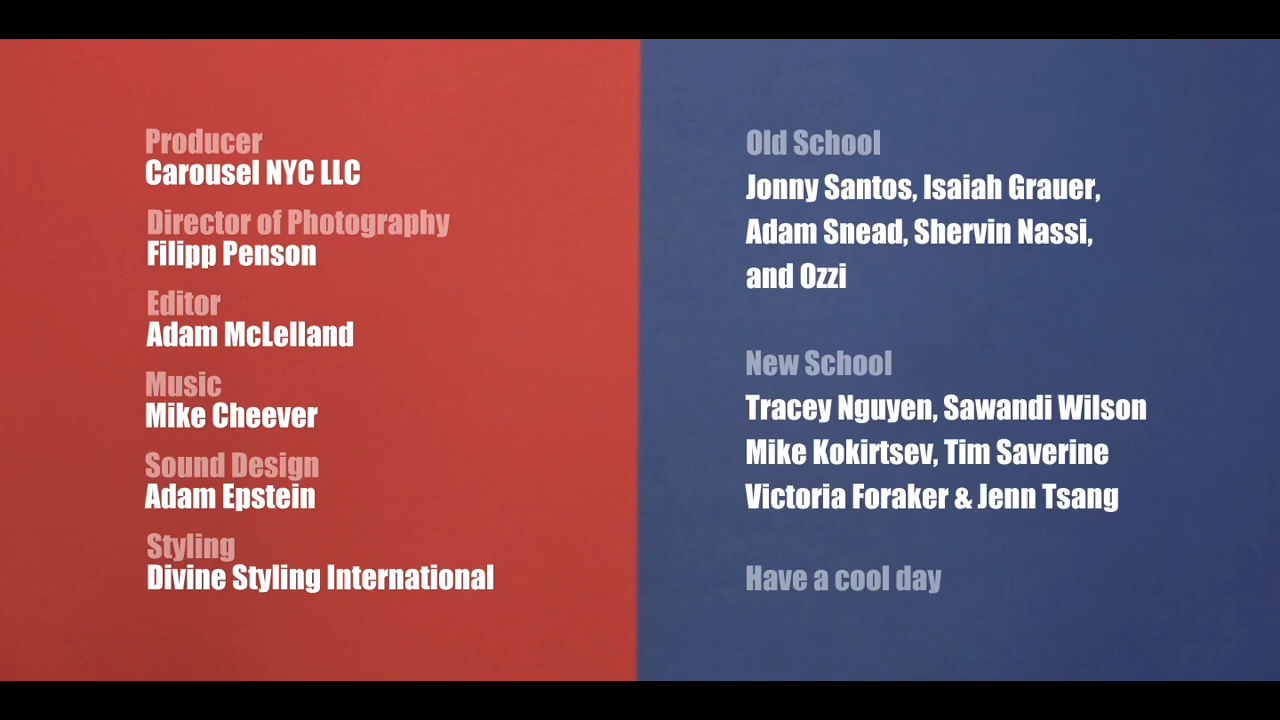 Producer
Carousel NYC LLC
Director of Photography
Filipp Penson
Editor
Adam McLelland
Music
Mike Cheever
Sound Design
Adam Epstein
Styling
Divine Styling International
Old School
Jonny Santos, Isaiah Grauer,
Adam Snead, Shervin Nassi,
and Ozzi
New School
Tracey Nguyen, Sawandi Wilson
Mike Kokirtsev, Tim Saverine
Victoria Foraker & Jenn Tsang
Have a cool day